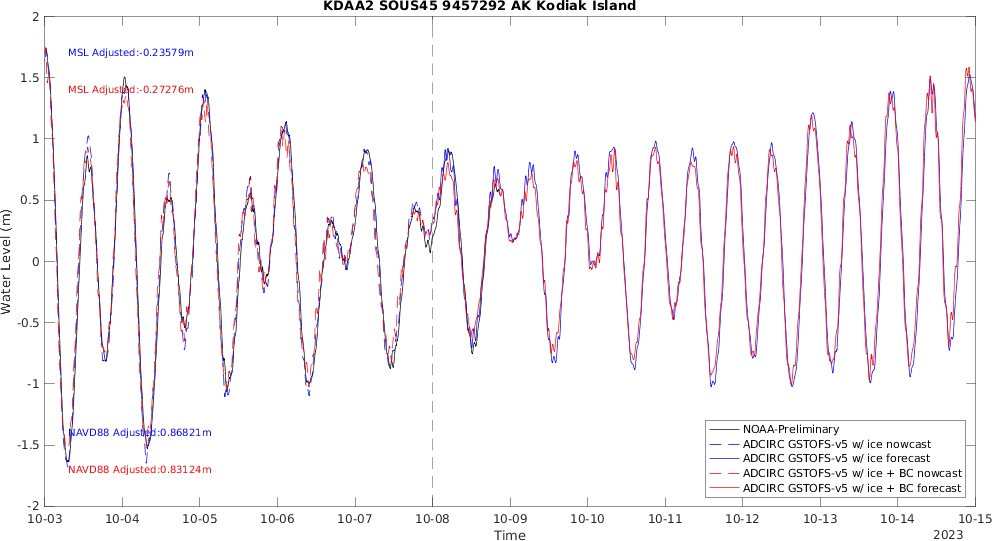 KDAA2 SOUS45 9457292 AK Kodiak Island
2
1.5
1
0.5
0
-0.5
-1
-1.5
-2
Water Level (m)
MSL Adjusted:-0.23579m
MSL Adjusted:-0.27276m
NAVD88 Adjusted:0.86821m
NAVD88 Adjusted:0.83124m
NOAA-Preliminary
ADCIRC GSTOFS-v5 w/ ice nowcast
ADCIRC GSTOFS-v5 w/ ice forecast
ADCIRC GSTOFS-v5 w/ ice + BC nowcast
ADCIRC GSTOFS-v5 w/ ice + BC forecast
10-03 10-04 10-05 10-06 10-07 10-08 10-09 10-10 10-11 10-12 10-13 10-14 10-15
Time
2023